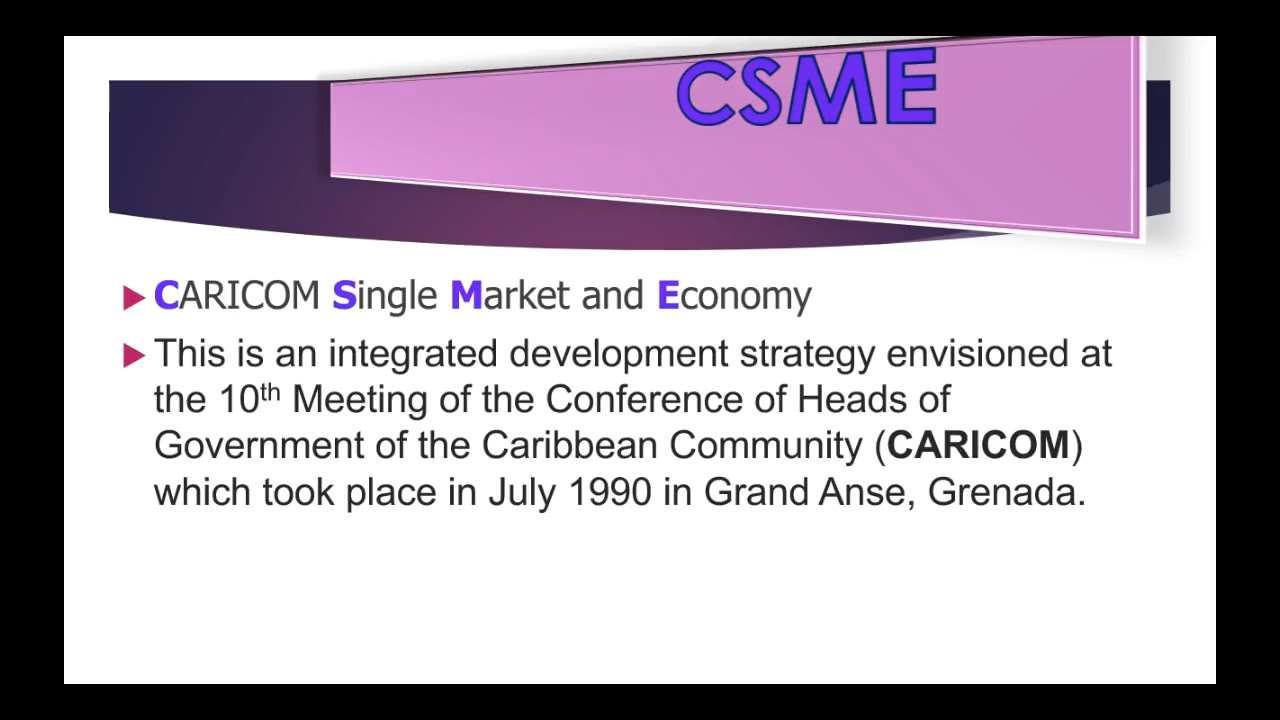 CSME
CARICOM Single Market and Economy
This is an integrated development strategy envisioned at
the 10th Meeting of the Conference of Heads of
Government of the Caribbean Community (CARICOM)
which took place in July 1990 in Grand Anse, Grenada.